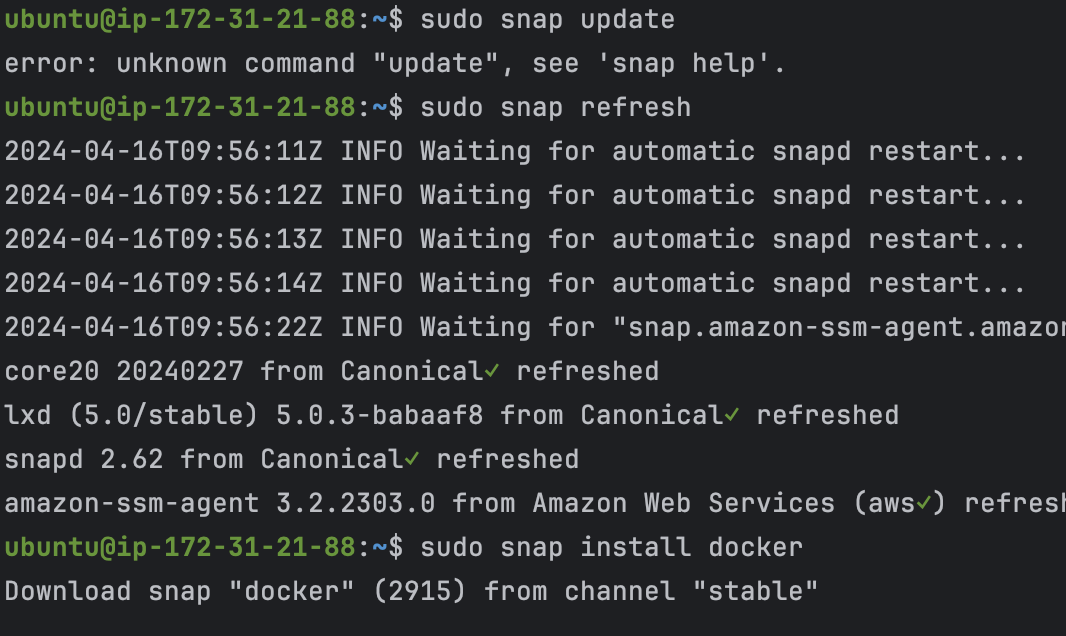 ubuntu@ip-172-31-21-88:~$ sudo snap update
error: unknown command "update", see 'snap help'.
ubuntu@ip-172-31-21-88:~$ sudo snap refresh
2024-04-16T09:56:11Z INFO Waiting for automatic snapd restart...
2024-04-16T09:56:12Z INFO Waiting for automatic snapd restart...
2024-04-16T09:56:13Z INFO Waiting for automatic snapd restart...
2024-04-16T09:56:14Z INFO Waiting for automatic snapd restart...
2024-04-16T09:56:22Z INFO Waiting for "snap.amazon-ssm-agent.amazon
core20 20240227 from Canonical✓ refreshed
lxd (5.0/stable) 5.0.3-babaaf8 from Canonical✓ refreshed
snapd 2.62 from Canonical✓ refreshed
amazon-ssm-agent 3.2.2303.0 from Amazon Web Services (aws✓) refresh
ubuntu@ip-172-31-21-88:~$ sudo snap install docker
Download snap "docker" (2915) from channel "stable"